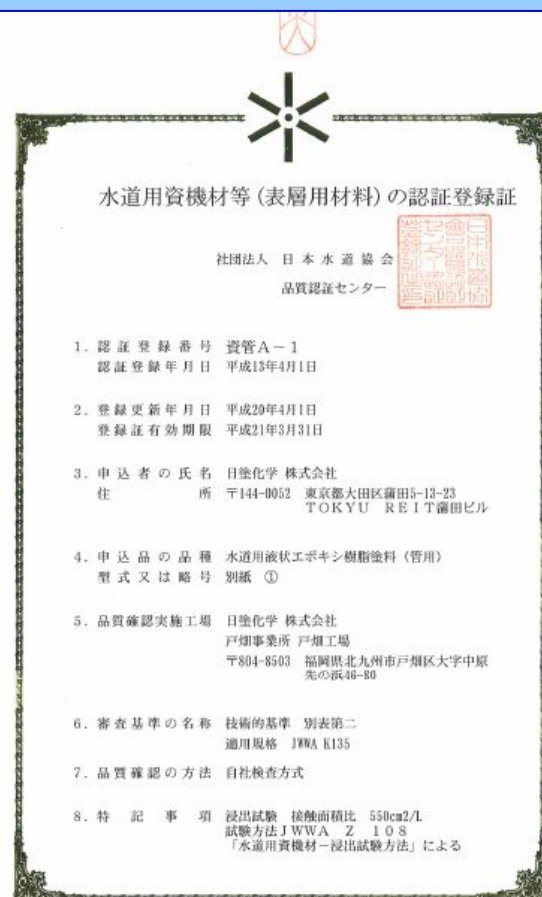 水道用資機材等(表層用材料)の認証登録証
社団法人 日本水道協会
品質認証センター
1. 認証登録番号 資管A-1
認証登録年月日 平成13年4月1日
2. 登録更新年月日 平成20年4月1日
登録証有効期限 平成21年3月31日
3. 申込者の氏名 日塗化学 株式会社
住所 〒144-0052 東京都大田区蒲田5-13-23
TOKYU REIT蒲田ビル
4. 申込品の品種 水道用液状エポキシ樹脂塗料(管用)
型式又は略号 別紙 ①
5. 品質確認実施工場 日塗化学 株式会社
戸畑事業所 戸畑工場
〒804-8503 福岡県北九州市戸畑区大字中原
先の浜46-80
6. 審査基準の名称 技術的基準 別表第二
適用規格 JWWA K135
7. 品質確認の方法 自社検査方式
8. 特記事項 浸出試験 接触面積比 550cm2/L
試験方法JWWA Z 108
「水道用資機材-浸出試験方法」による